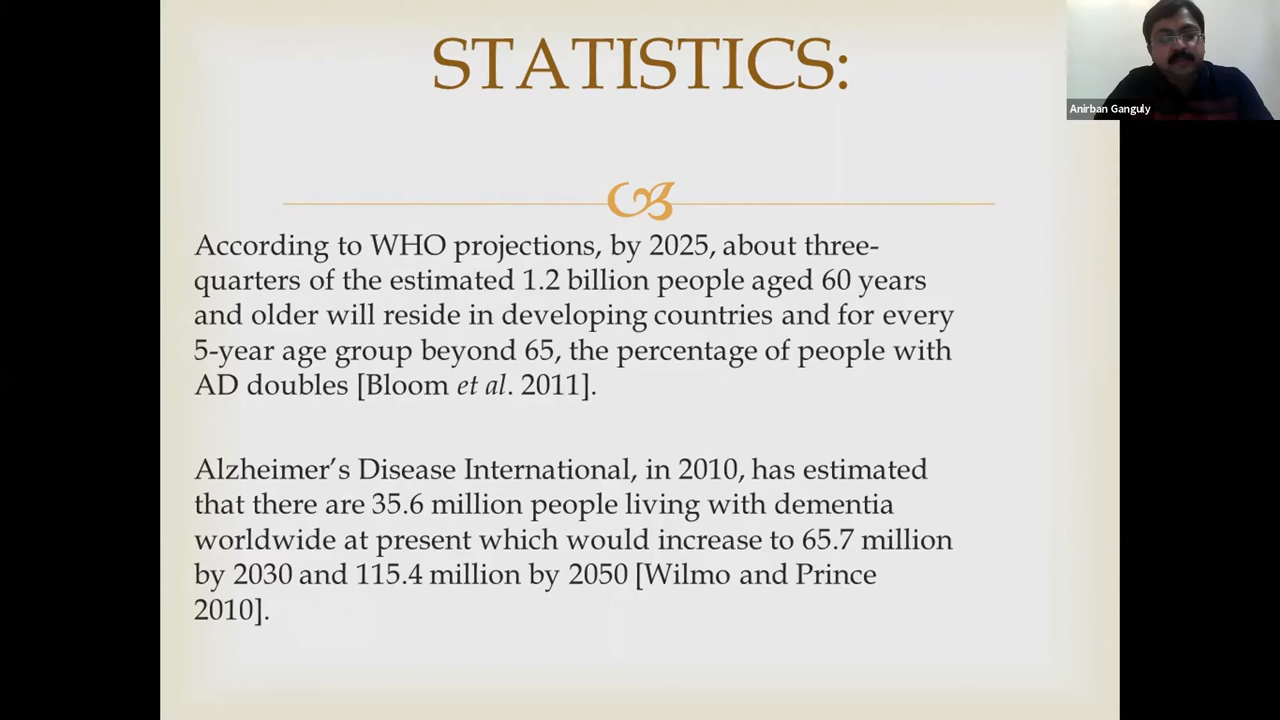 STATISTICS:
Anirban Ganguly
According to WHO projections, by 2025, about three-
quarters of the estimated 1.2 billion people aged 60 years
and older will reside in developing countries and for every
5-year age group beyond 65, the percentage of people with
AD doubles [Bloom et al. 2011].
Alzheimer’s Disease International, in 2010, has estimated
that there are 35.6 million people living with dementia
worldwide at present which would increase to 65.7 million
by 2030 and 115.4 million by 2050 [Wilmo and Prince
2010].